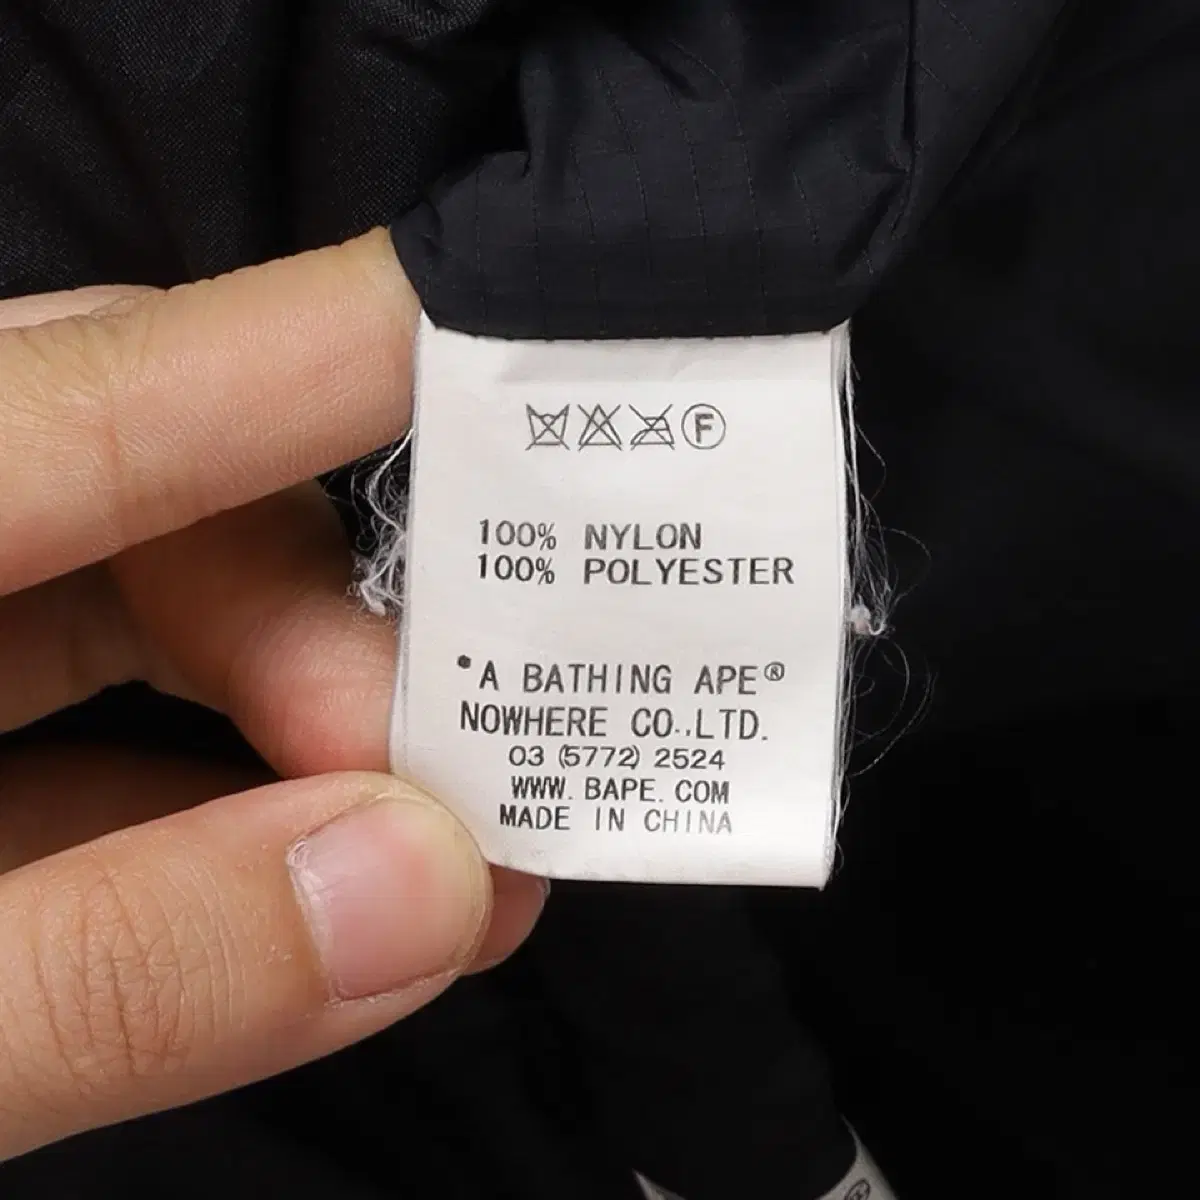 F
100% NYLON
100% POLYESTER
"A BATHING APE®
NOWHERE CO.,LTD.
03 (5772) 2524
WWW. BAPE. COM
MADE IN CHINA
®